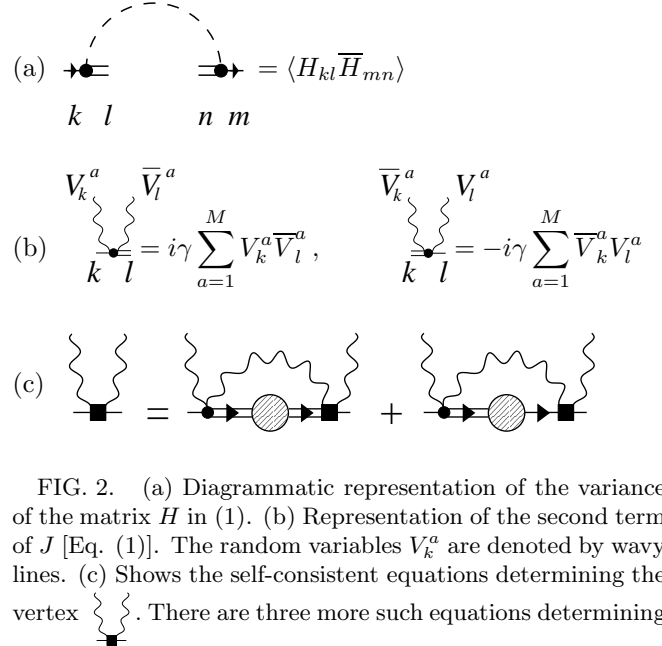 (a) = ⟨H_{kl} \overline{H}_{mn}⟩
k l n m
V_k^a \overline{V}_l^a \overline{V}_k^a V_l^a
(b) = iγ \sum_{a=1}^{M} V_k^a \overline{V}_l^a , = −iγ \sum_{a=1}^{M} \overline{V}_k^a V_l^a
k l k l
(c) = +
FIG. 2. (a) Diagrammatic representation of the variance
of the matrix H in (1). (b) Representation of the second term
of J [Eq. (1)]. The random variables V_k^a are denoted by wavy
lines. (c) Shows the self-consistent equations determining the
vertex . There are three more such equations determining